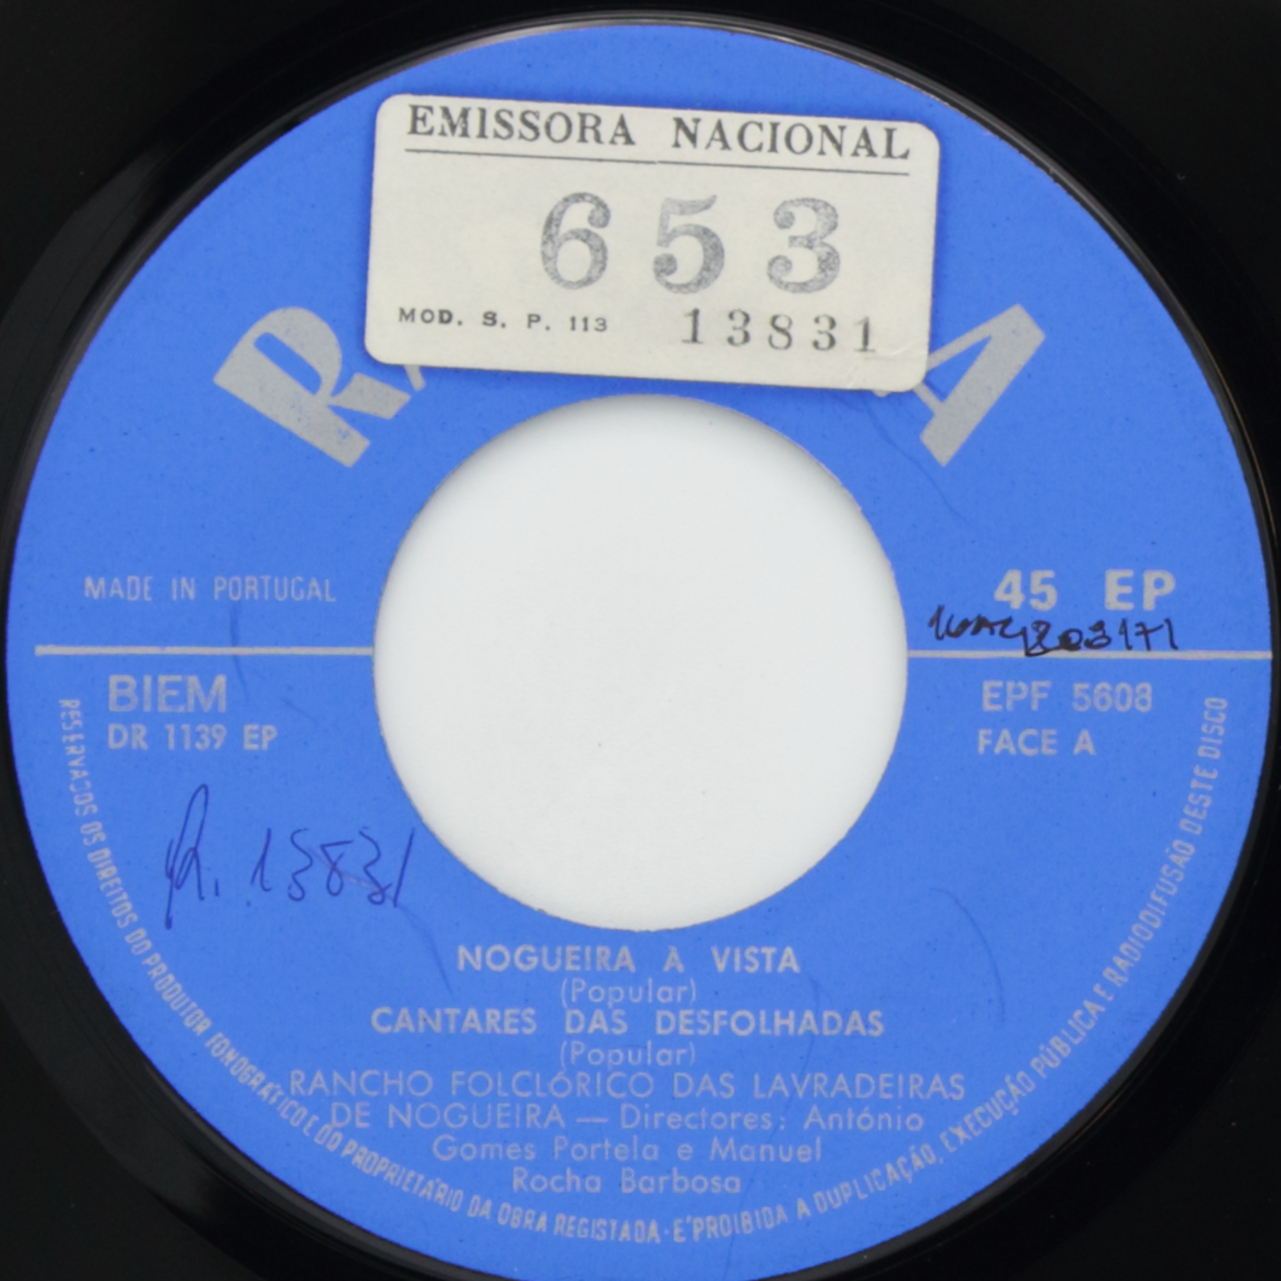 EMISSORA NACIONAL
653
MOD. S. P. 113 13831
MADE IN PORTUGAL
45 EP
BIEM
DR 1139 EP
EPF 5608
FACE A
R. 13831
NOGUEIRA À VISTA
(Popular)
CANTARES DAS DESFOLHADAS
(Popular)
RANCHO FOLCLÓRICO DAS LAVRADEIRAS
DE NOGUEIRA — Directores: António
Gomes Portela e Manuel
Rocha Barbosa
RESERVADOS OS DIREITOS DO PRODUTOR FONOGRÁFICO E DO PROPRIETÁRIO DA OBRA REGISTADA · É PROIBIDA A DUPLICAÇÃO, EXECUÇÃO PÚBLICA E RADIODIFUSÃO DESTE DISCO